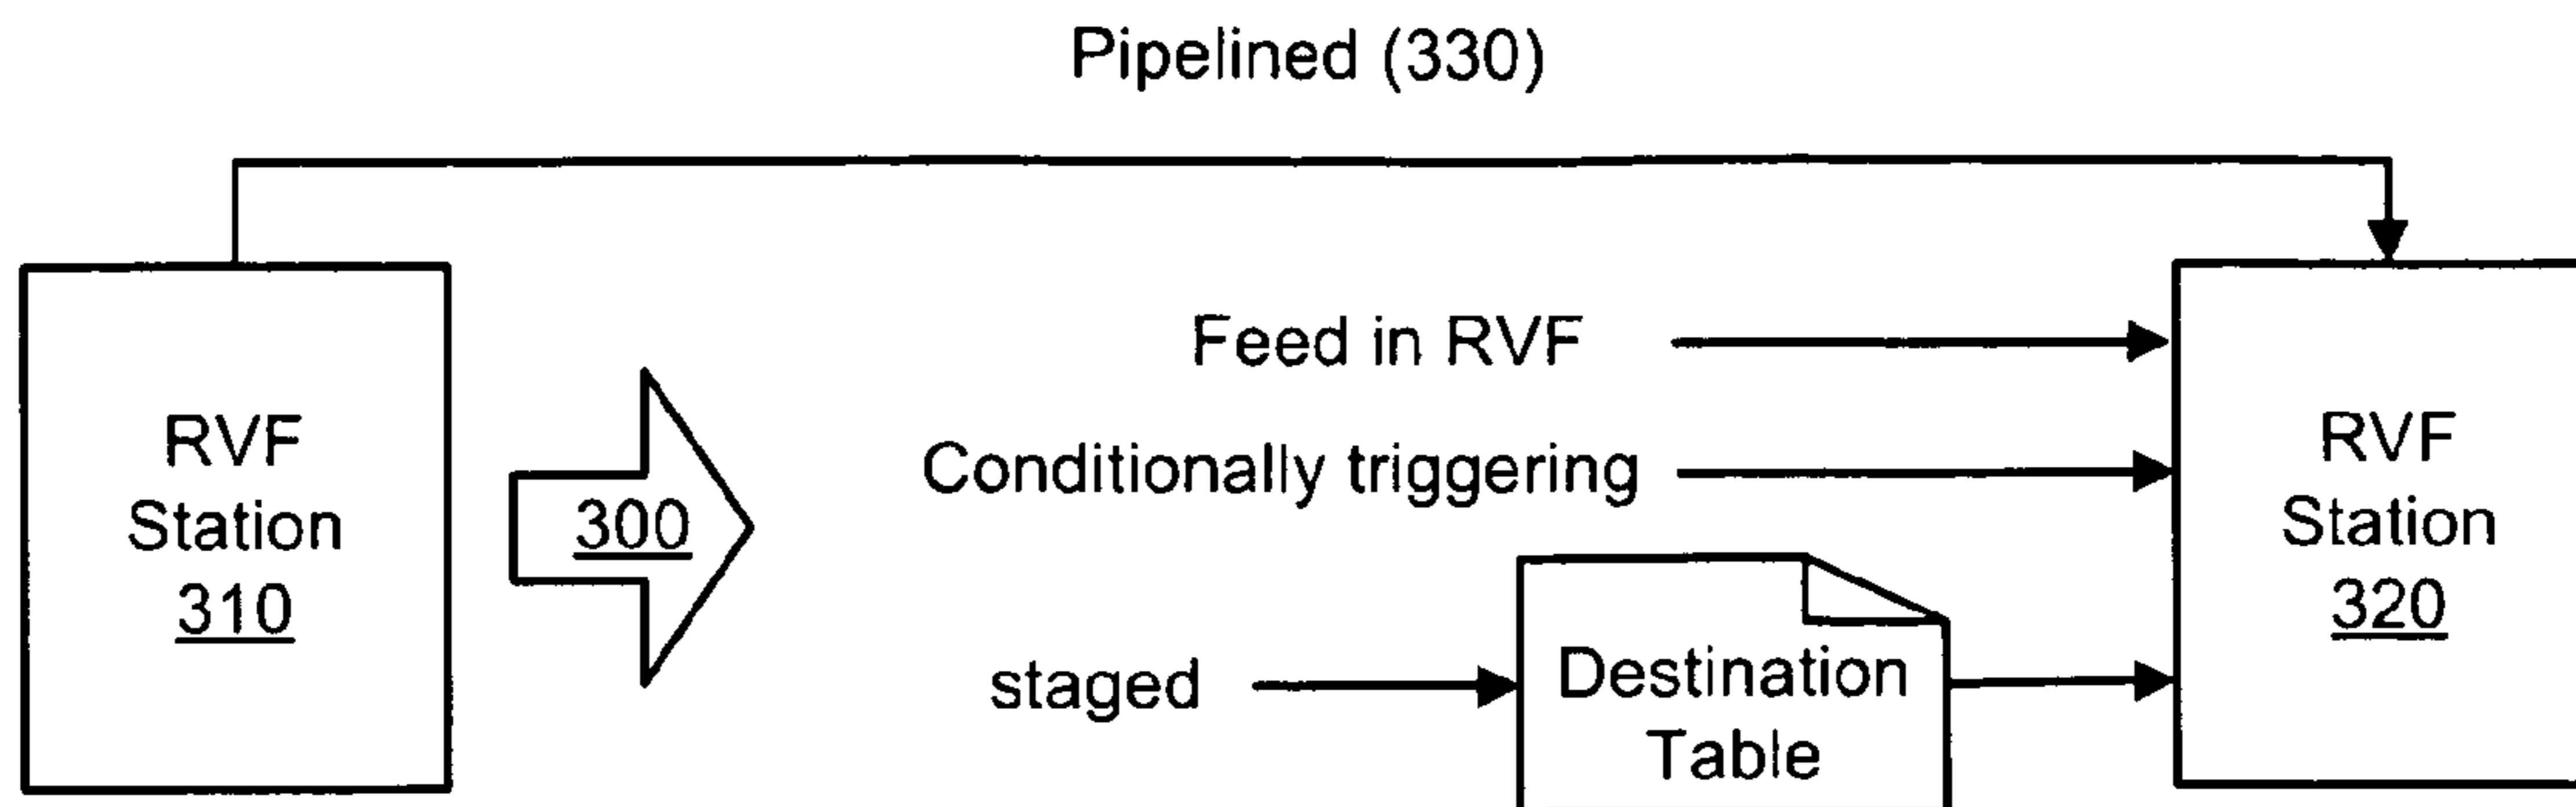 Pipelined (330)
RVF
Station
310
300
Feed in RVF
Conditionally triggering
staged
Destination
Table
RVF
Station
320